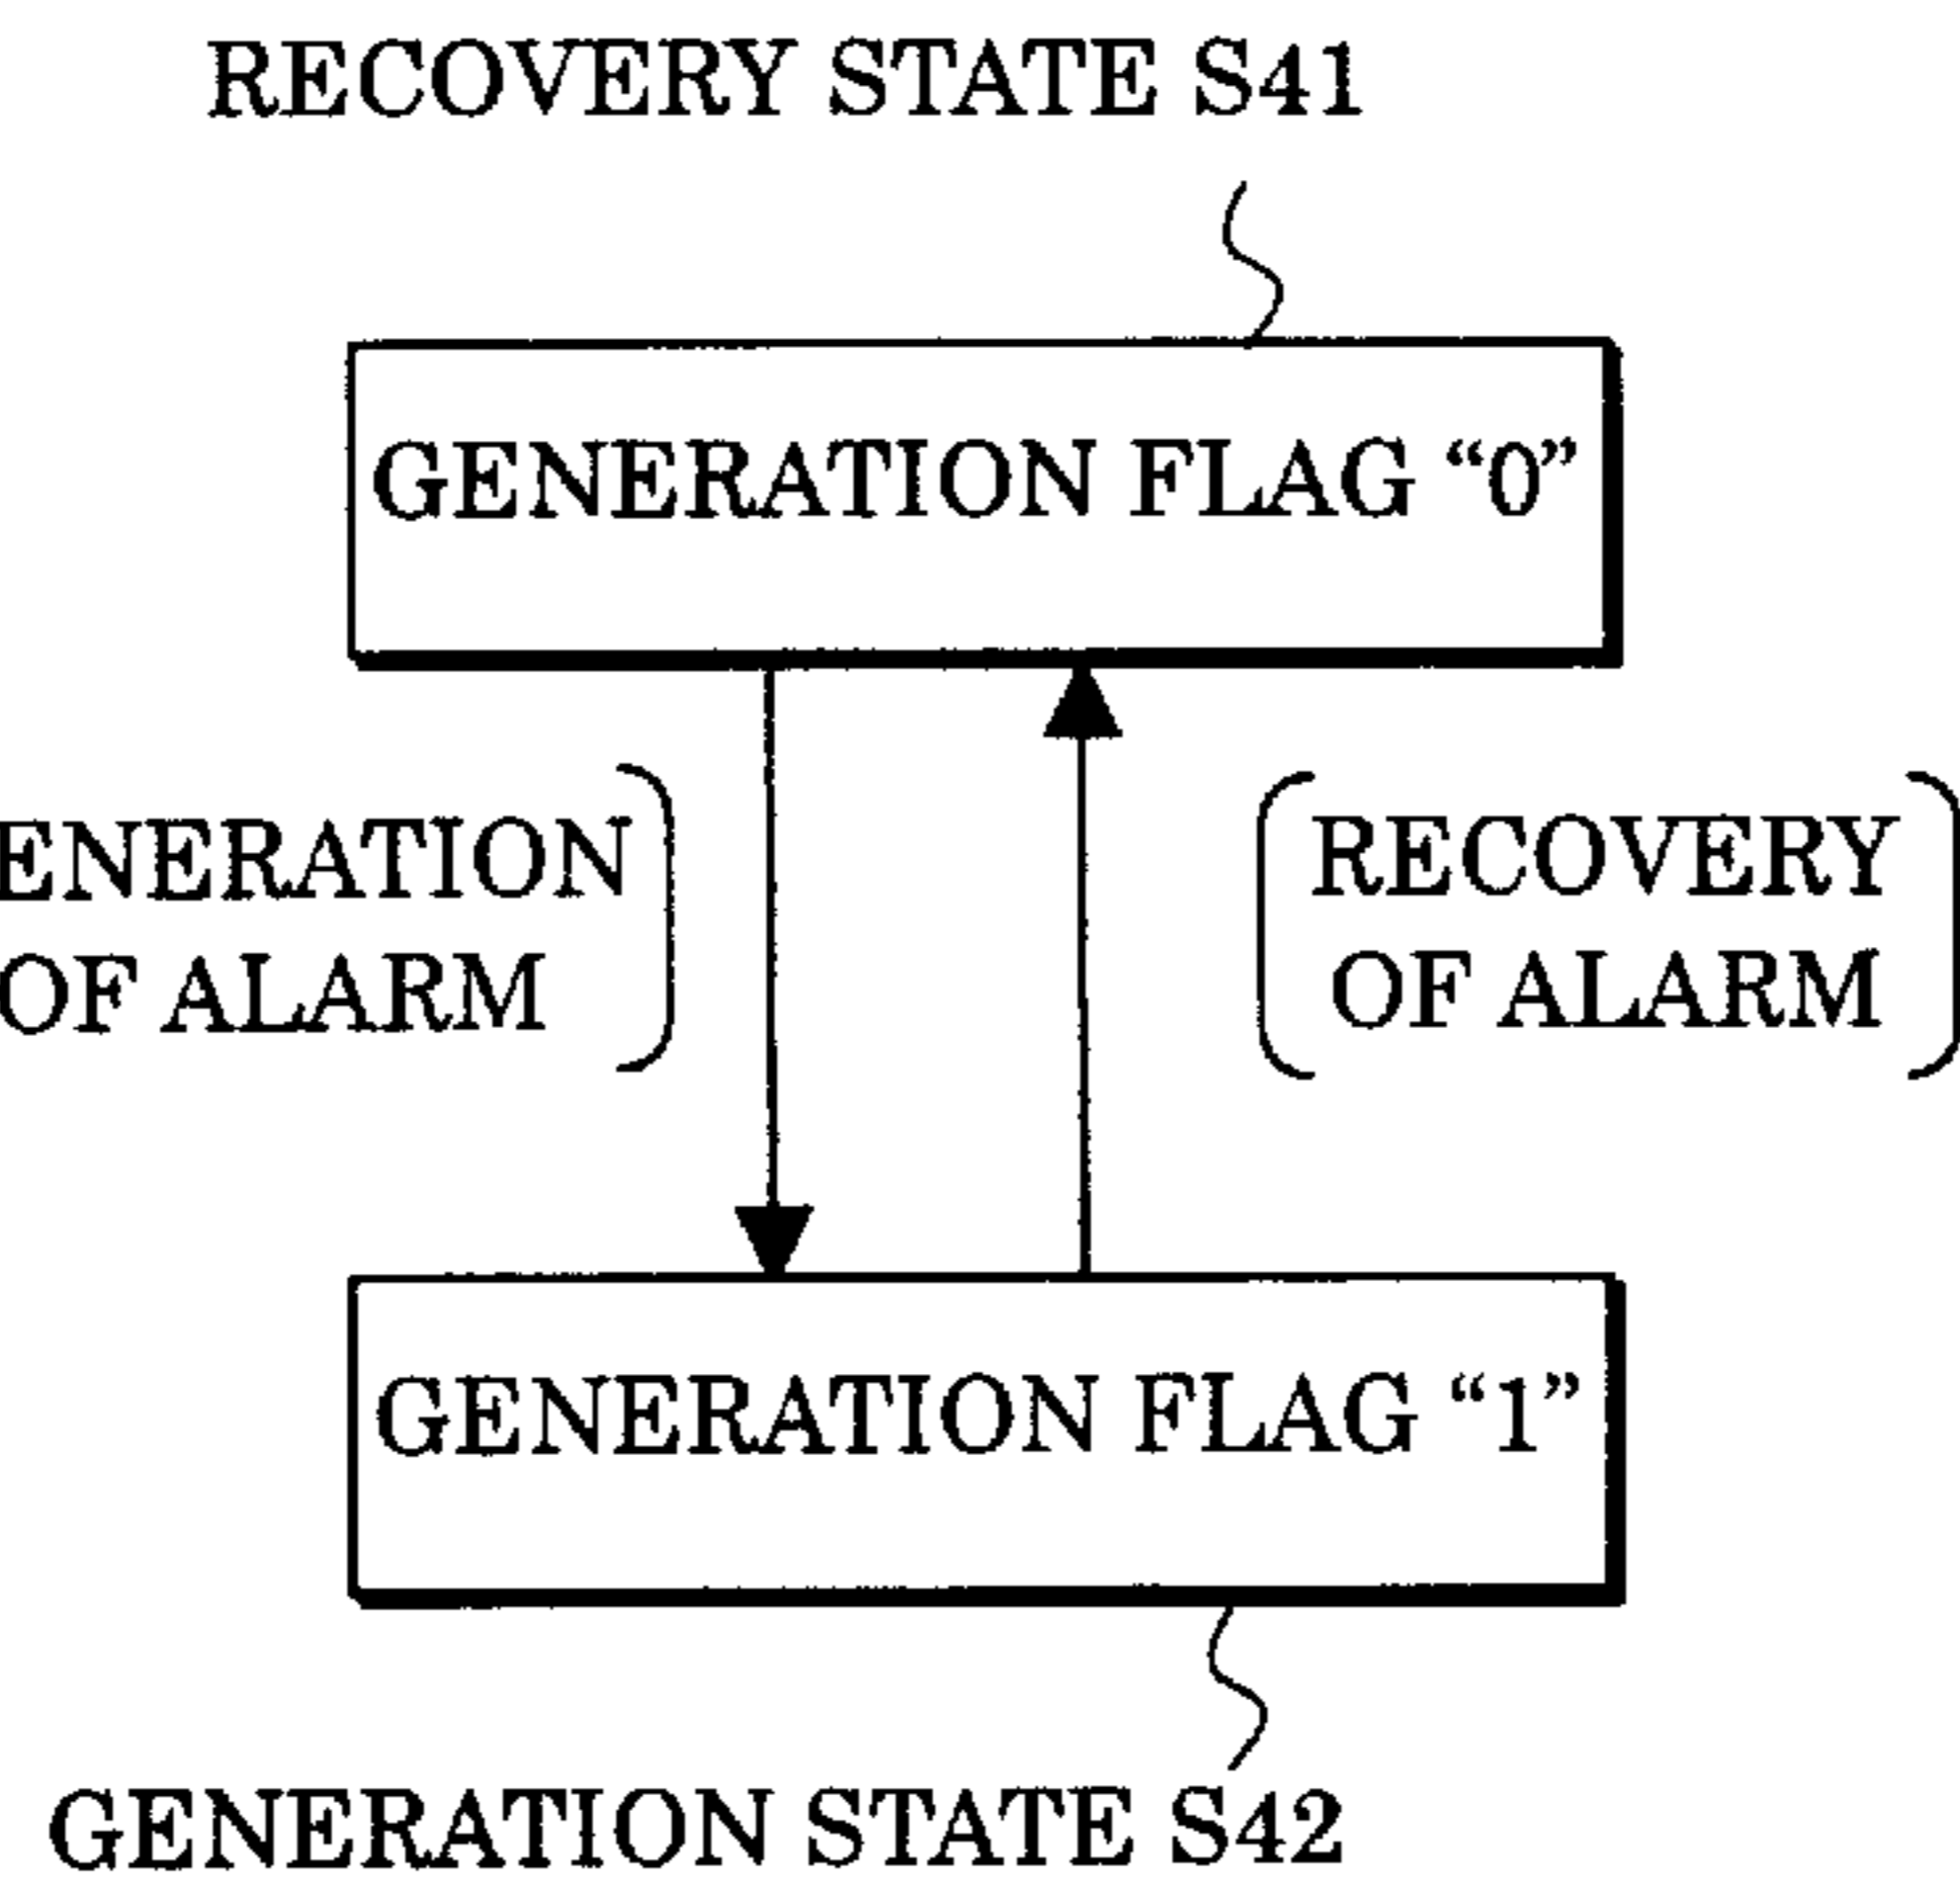 RECOVERY STATE S41
GENERATION FLAG “0”
ENERATION
OF ALARM
RECOVERY
OF ALARM
GENERATION FLAG “1”
GENERATION STATE S42